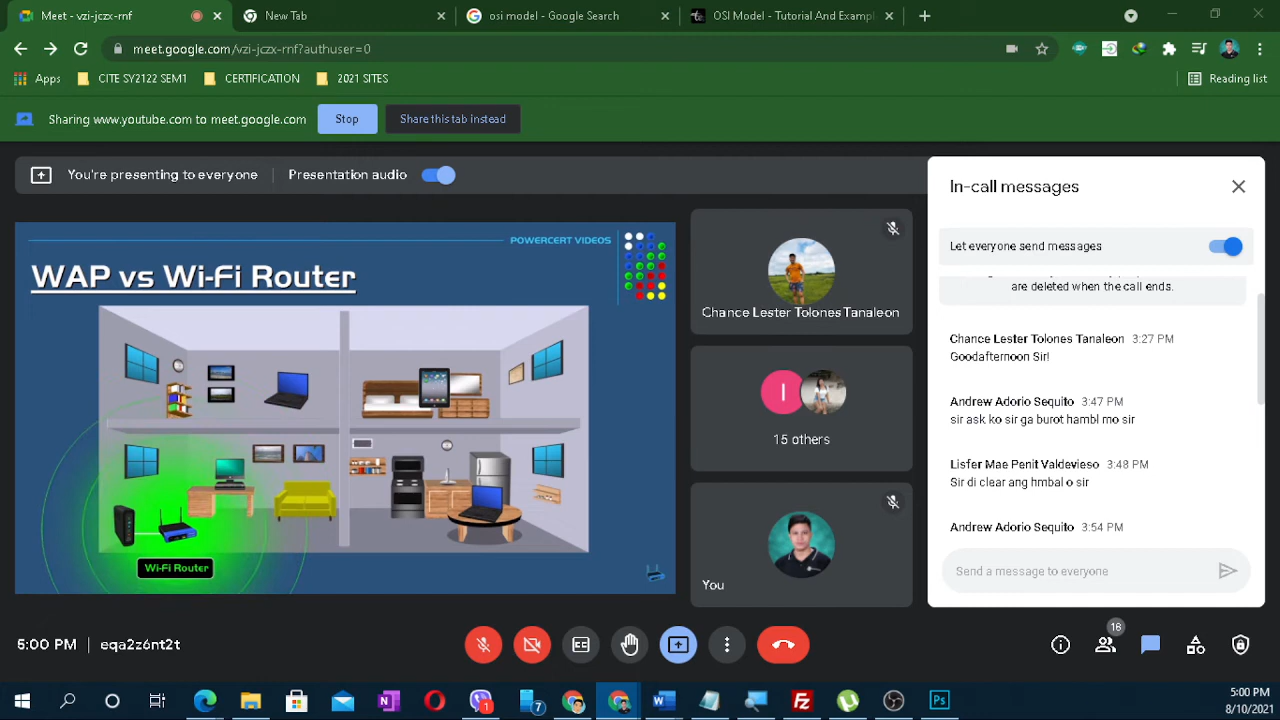 Meet - vzi-jczx-rnf
New Tab
osi model - Google Search
OSI Model - Tutorial And Exampl
meet.google.com/vzi-jczx-rnf?authuser=0
Apps
CITE SY2122 SEM1
CERTIFICATION
2021 SITES
Reading list
Sharing www.youtube.com to meet.google.com
Stop
Share this tab instead
You're presenting to everyone
Presentation audio
POWERCERT VIDEOS
WAP vs Wi-Fi Router
Wi-Fi Router
Chance Lester Tolones Tanaleon
I
15 others
You
In-call messages
Let everyone send messages
are deleted when the call ends.
Chance Lester Tolones Tanaleon 3:27 PM
Goodafternoon Sir!
Andrew Adorio Sequito 3:47 PM
sir ask ko sir ga burot hambl mo sir
Lisfer Mae Penit Valdevieso 3:48 PM
Sir di clear ang hmbal o sir
Andrew Adorio Sequito 3:54 PM
Send a message to everyone
5:00 PM | eqa2z6nt2t
18
1
7
5:00 PM
8/10/2021